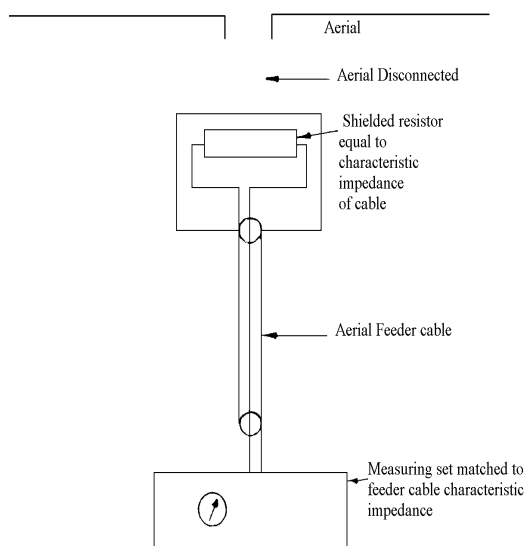 Aerial
Aerial Disconnected
Shielded resistor
equal to
characteristic
impedance
of cable
Aerial Feeder cable
Measuring set matched to
feeder cable characteristic
impedance